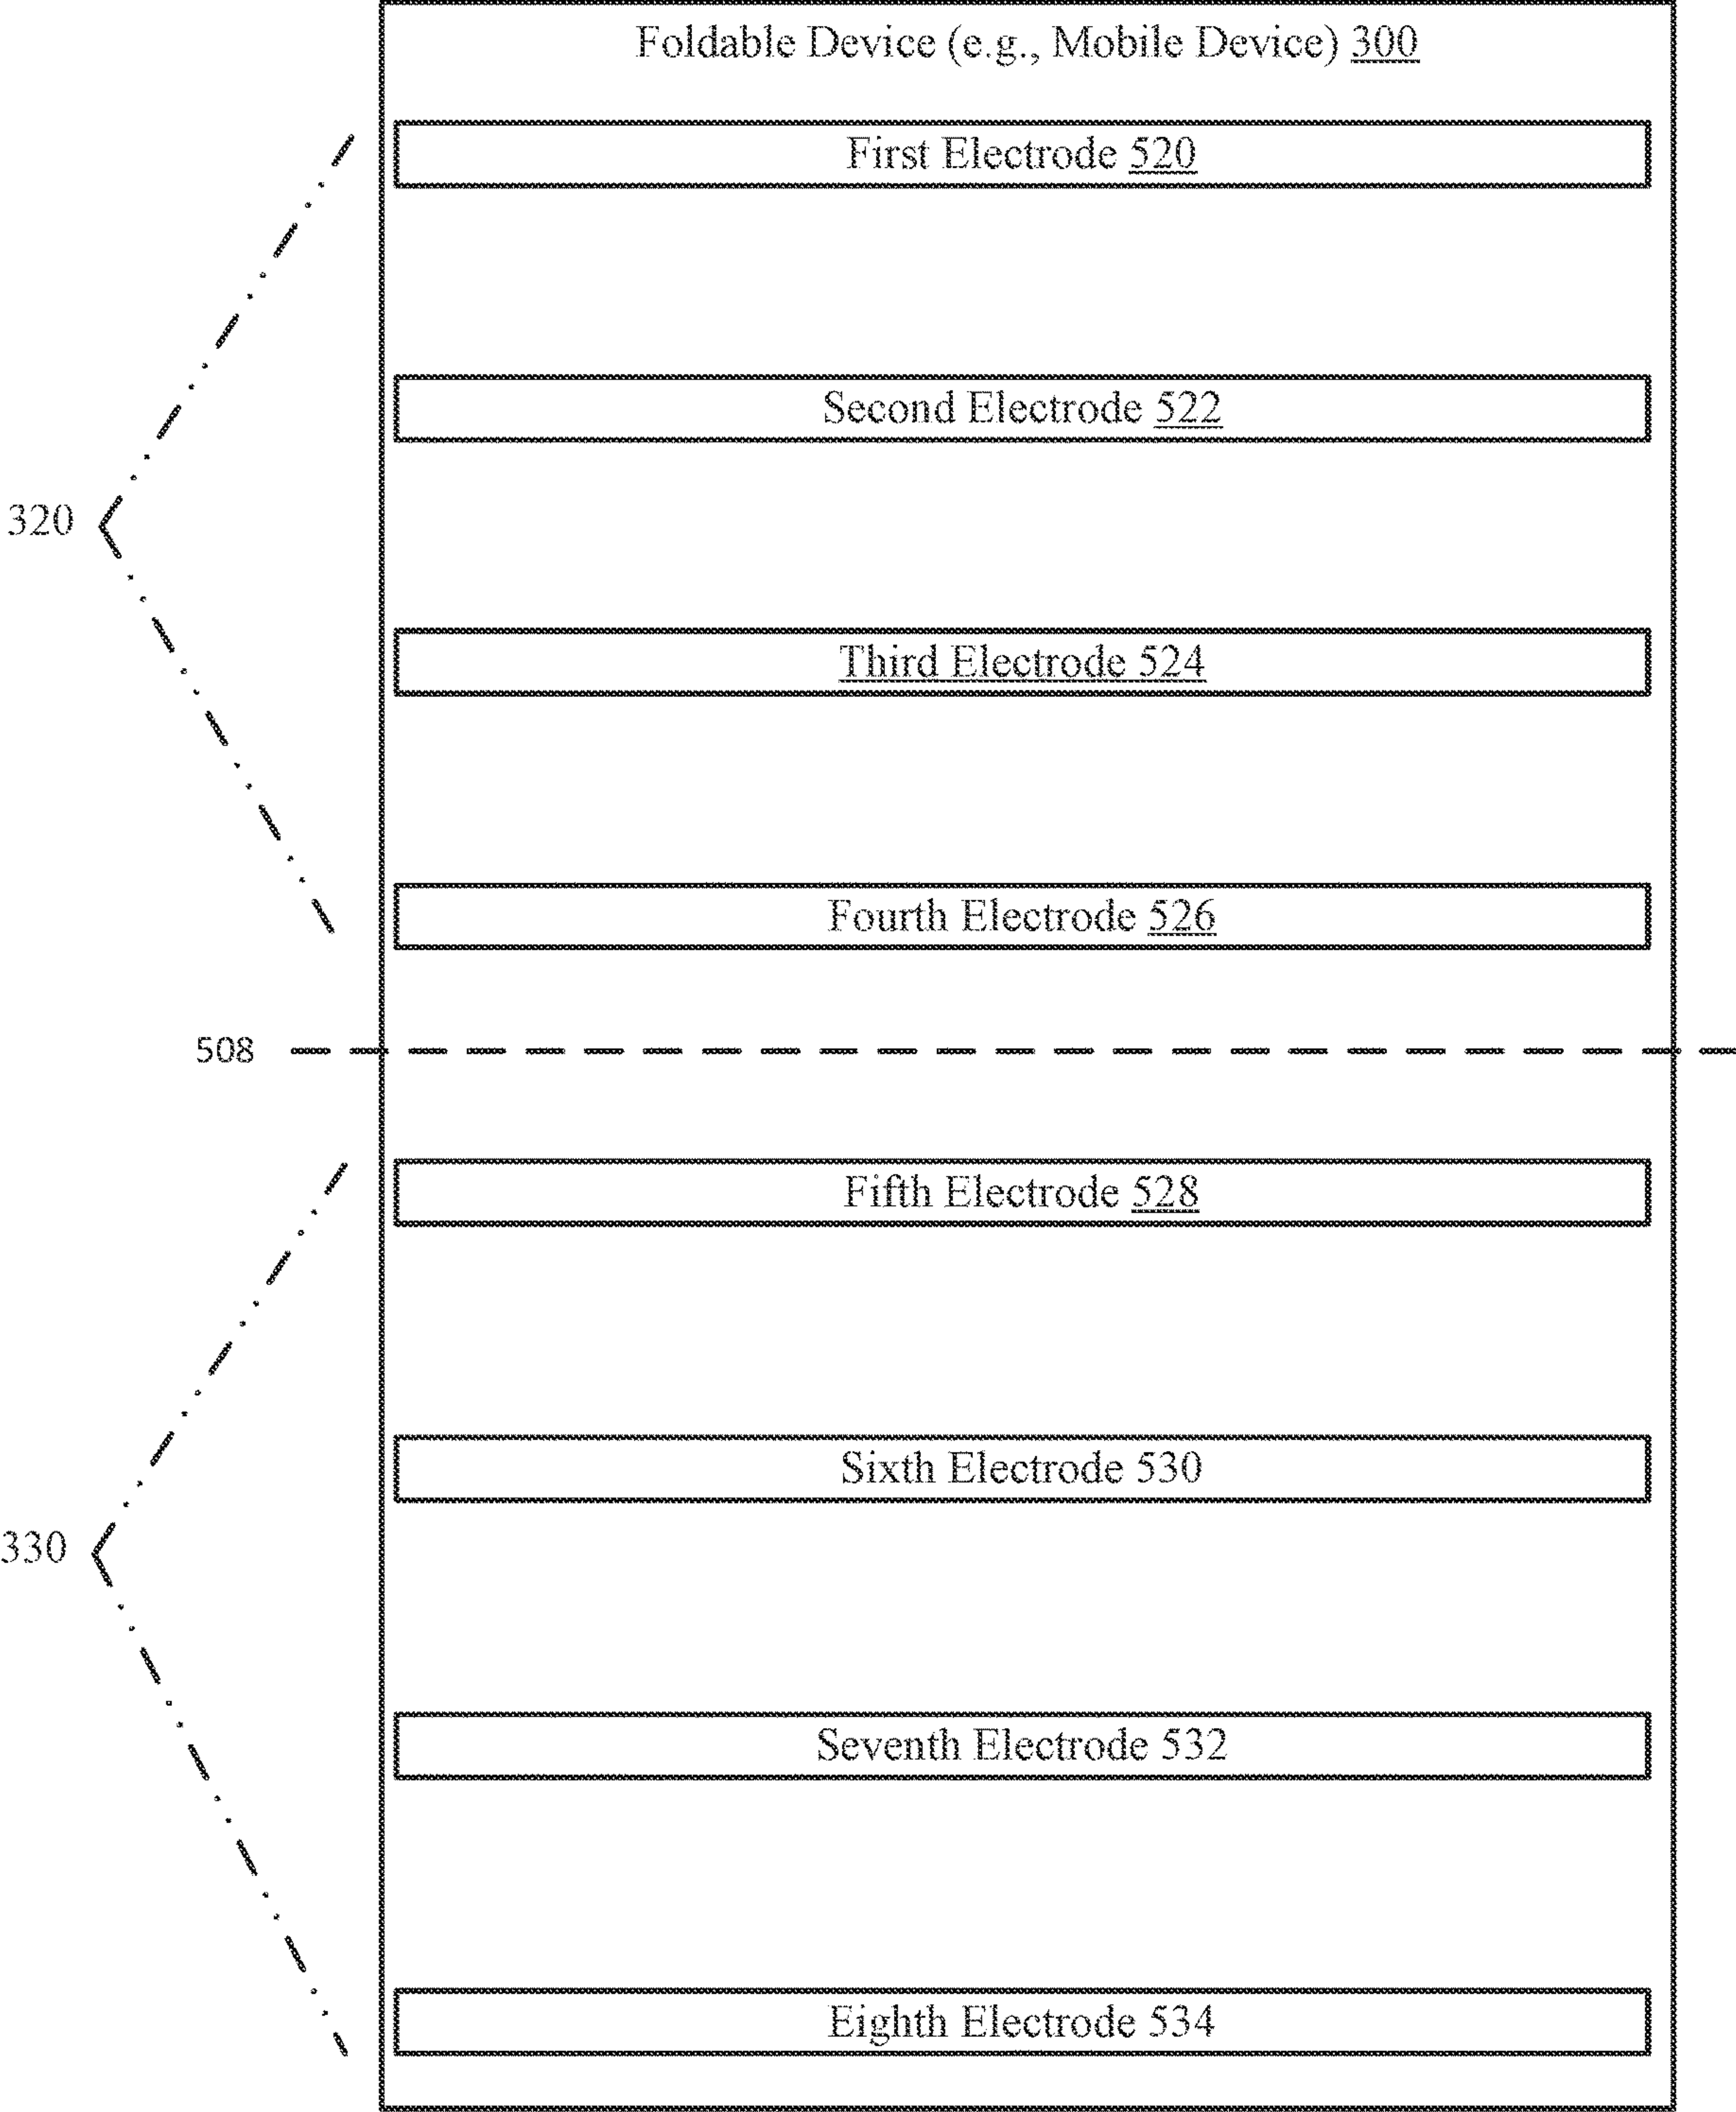 Foldable Device (e.g., Mobile Device) 300
First Electrode 520
Second Electrode 522
320
Third Electrode 524
Fourth Electrode 526
508
Fifth Electrode 528
Sixth Electrode 530
330
Seventh Electrode 532
Eighth Electrode 534